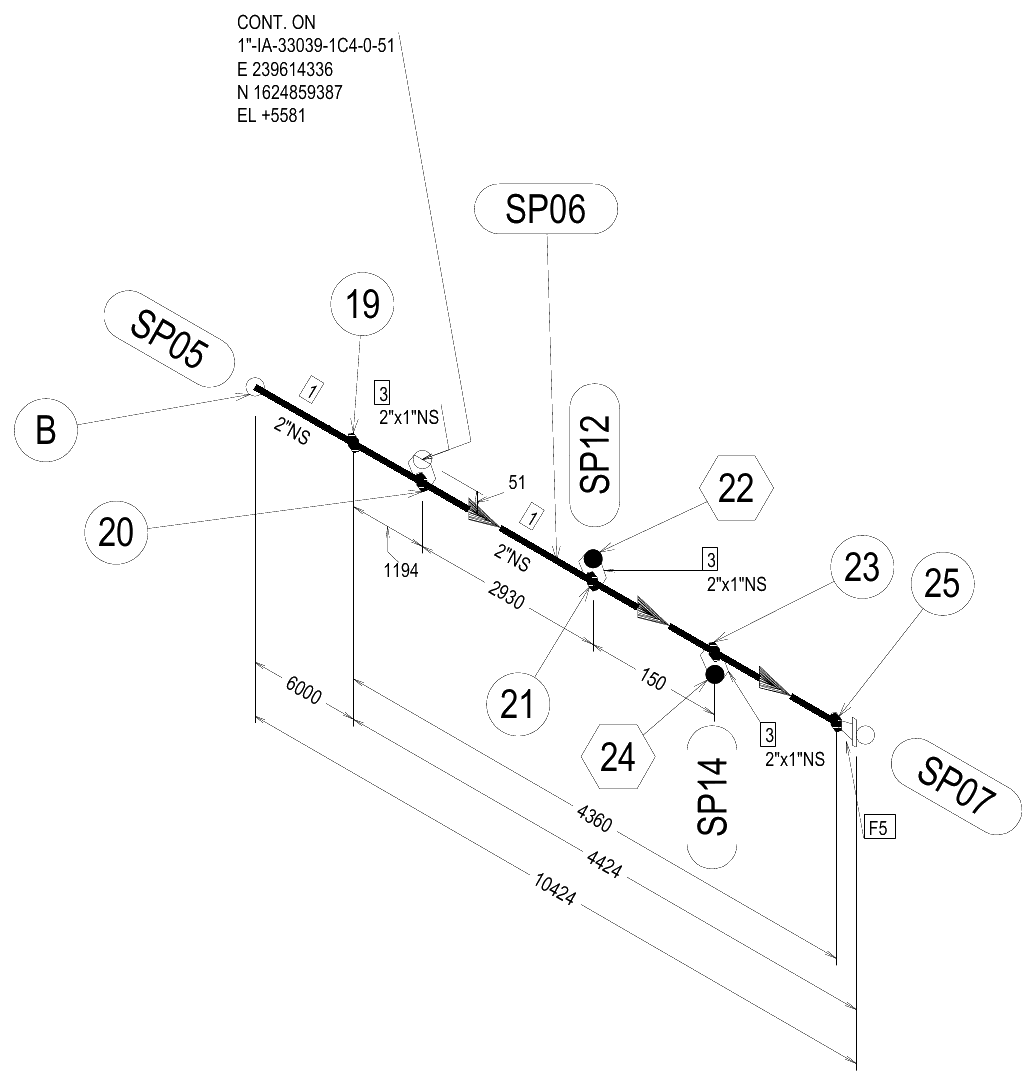 CONT. ON
1"-IA-33039-1C4-0-51
E 239614336
N 1624859387
EL +5581
SP06
19
SP05
1
3
2"x1"NS
B
2"NS
SP12
51
22
20
1
2"NS
3
2"x1"NS
23
25
1194
2930
6000
21
150
24
3
2"x1"NS
SP14
SP07
F5
4360
4424
10424